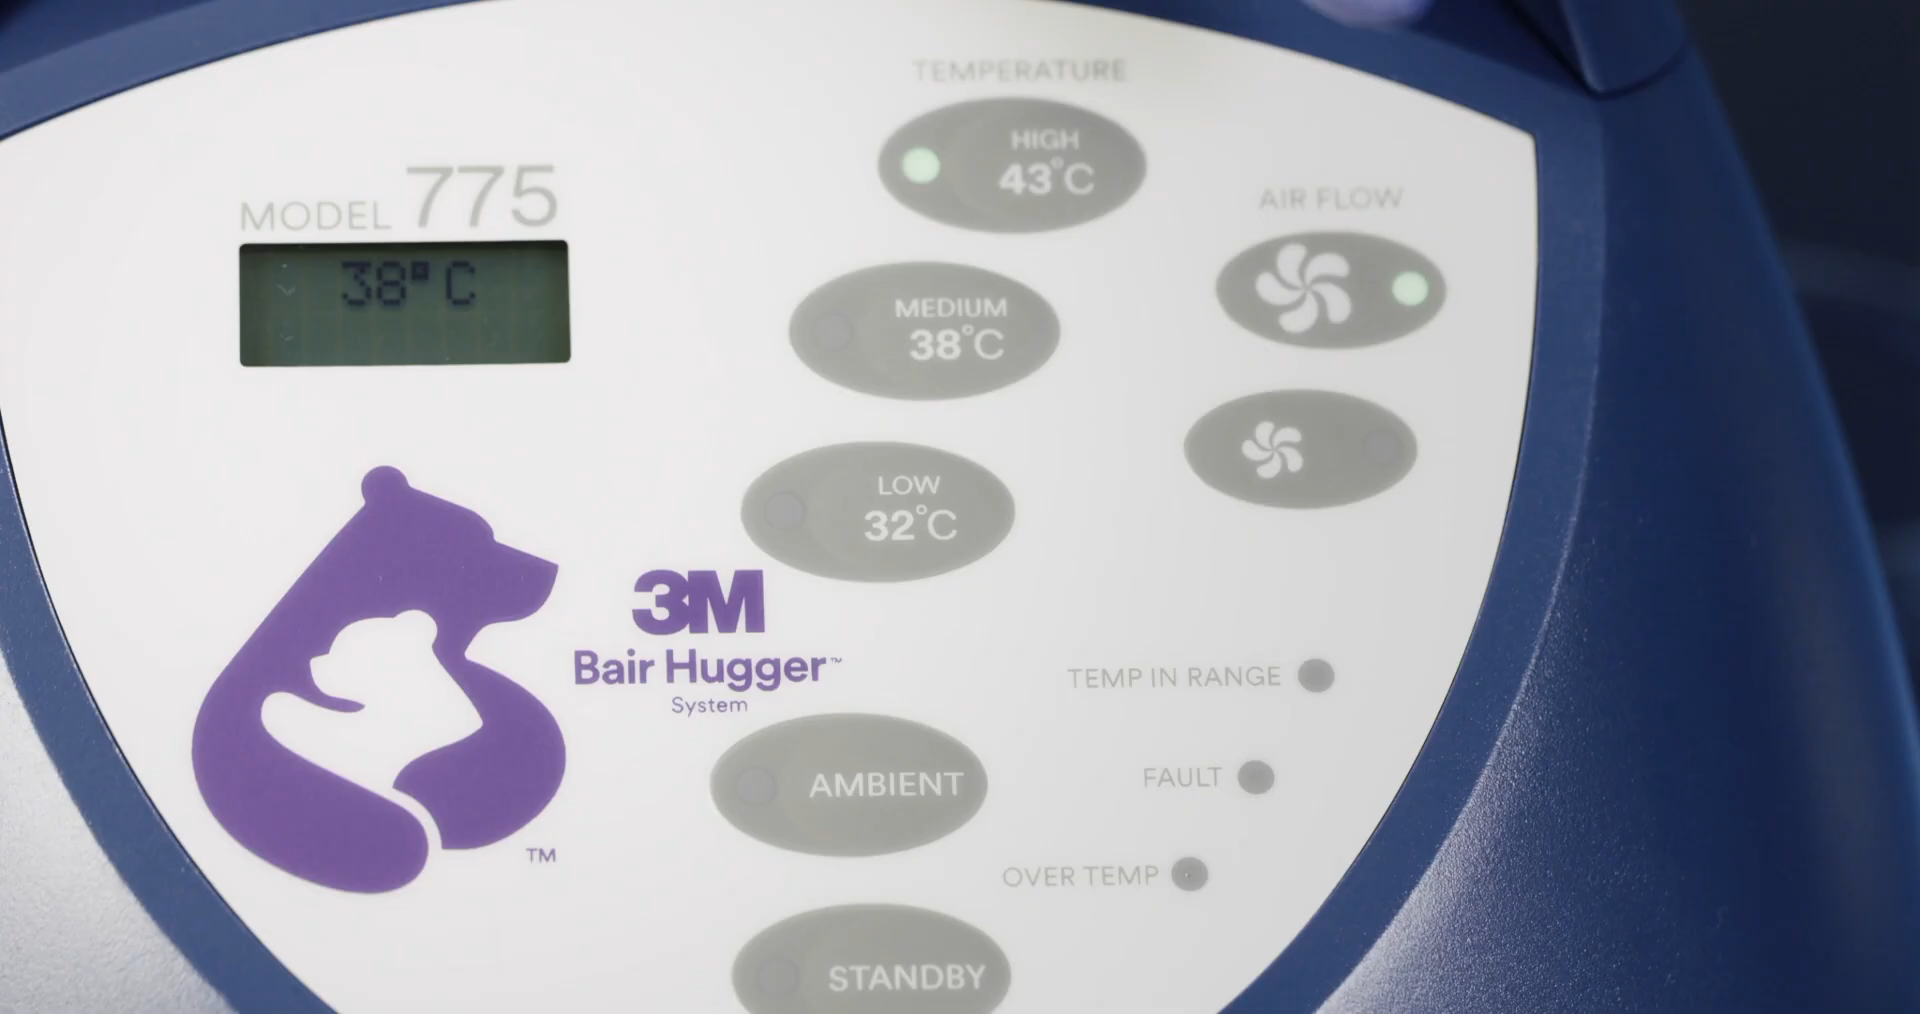 TEMPERATURE
HIGH
43°C
MODEL 775
38°C
AIR FLOW
MEDIUM
38°C
LOW
32°C
3M
Bair Hugger™
System
TEMP IN RANGE
AMBIENT
FAULT
TM
OVER TEMP
STANDBY